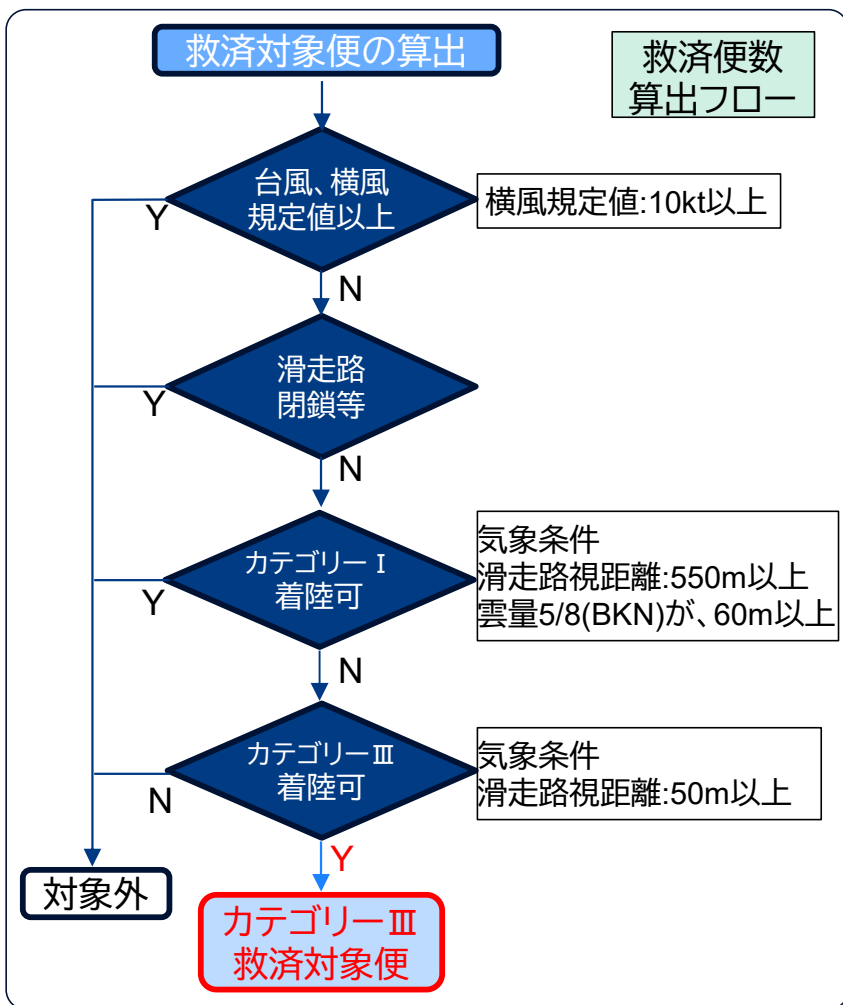 救済対象便の算出
救済便数
算出フロー
台風、横風
規定値以上
横風規定値:10kt以上
Y
N
滑走路
閉鎖等
Y
N
カテゴリーⅠ
着陸可
気象条件
滑走路視距離:550m以上
雲量5/8(BKN)が、60m以上
Y
N
カテゴリーⅢ
着陸可
気象条件
滑走路視距離:50m以上
N
Y
対象外
カテゴリーⅢ
救済対象便